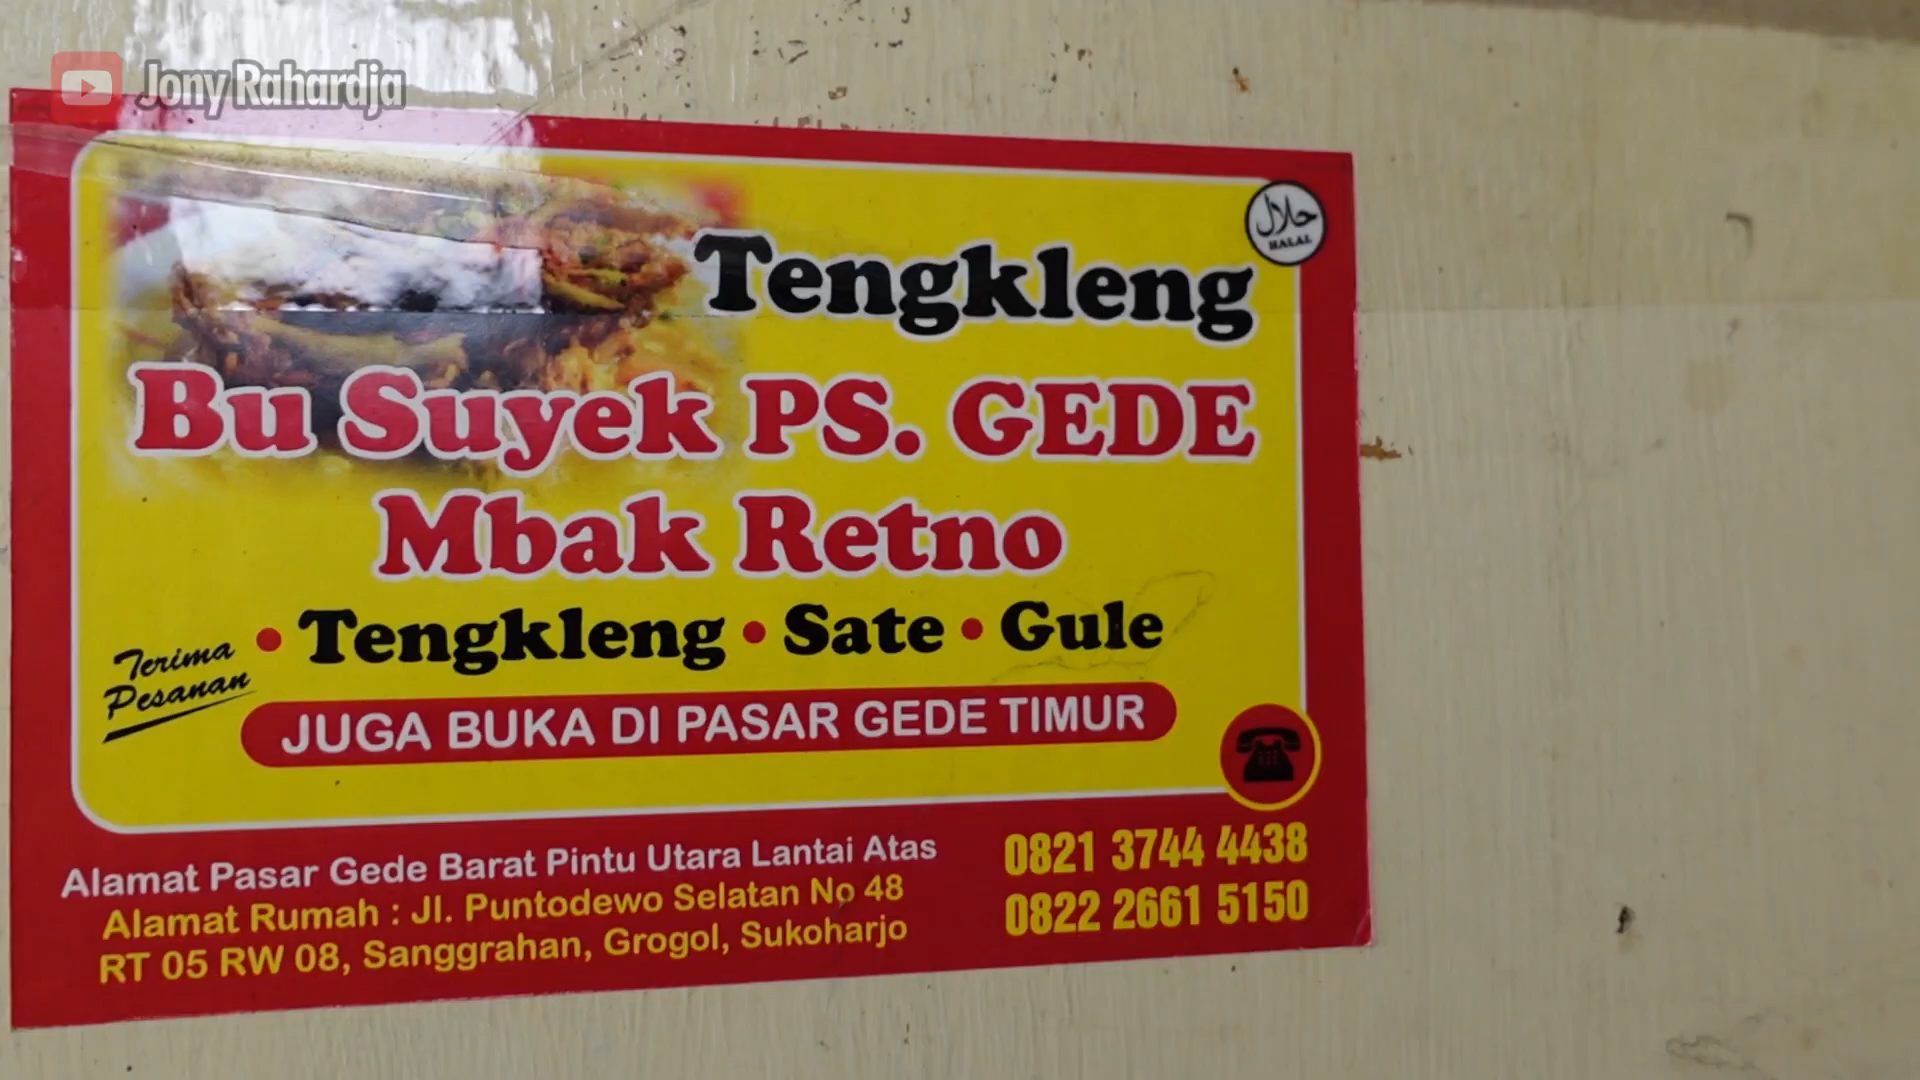 Jony Rahardja
حلال
HALAL
Tengkleng
Bu Suyek PS. GEDE
Mbak Retno
• Tengkleng • Sate • Gule
Terima
Pesanan
JUGA BUKA DI PASAR GEDE TIMUR
Alamat Pasar Gede Barat Pintu Utara Lantai Atas
Alamat Rumah : Jl. Puntodewo Selatan No 48
RT 05 RW 08, Sanggrahan, Grogol, Sukoharjo
0821 3744 4438
0822 2661 5150